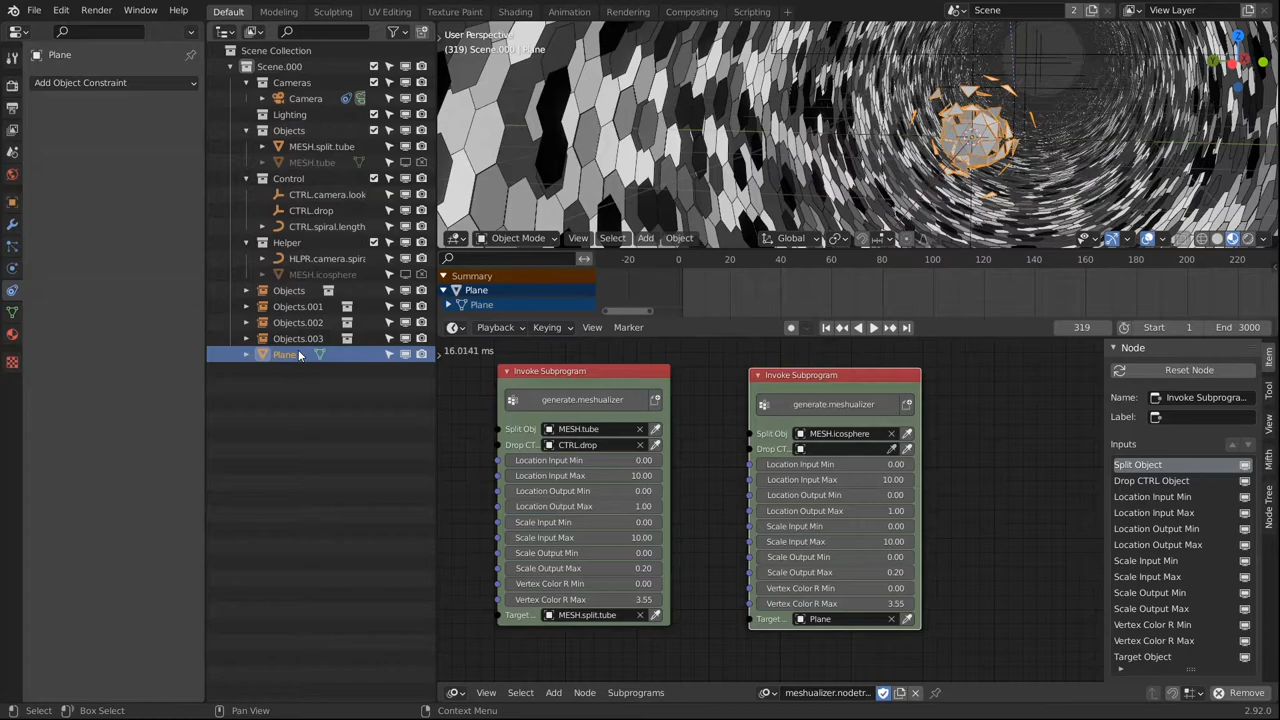 File Edit Render Window Help
Default Modeling Sculpting UV Editing Texture Paint Shading Animation Rendering Compositing Scripting
Scene 2 View Layer
Plane
Add Object Constraint
Scene Collection
Scene.000
Cameras
Camera
Lighting
Objects
MESH.split.tube
MESH.tube
Control
CTRL.camera.look
CTRL.drop
CTRL.spiral.length
Helper
HLPR.camera.spira
MESH.icosphere
Objects
Objects.001
Objects.002
Objects.003
Plane
User Perspective
(319) Scene.000 | Plane
Z
Object Mode View Select Add Object Global
-20 0 20 40 60 80 100 120 140 160 180 200 220
Summary
Plane
Plane
Playback Keying View Marker 319 Start 1 End 3000
16.0141 ms
Invoke Subprogram
generate.meshualizer
Split Obj MESH.tube
Drop CT... CTRL.drop
Location Input Min 0.00
Location Input Max 10.00
Location Output Min 0.00
Location Output Max 1.00
Scale Input Min 0.00
Scale Input Max 10.00
Scale Output Min 0.00
Scale Output Max 0.20
Vertex Color R Min 0.00
Vertex Color R Max 3.55
Target... MESH.split.tube
Invoke Subprogram
generate.meshualizer
Split Obj MESH.icosphere
Drop CT...
Location Input Min 0.00
Location Input Max 10.00
Location Output Min 0.00
Location Output Max 1.00
Scale Input Min 0.00
Scale Input Max 10.00
Scale Output Min 0.00
Scale Output Max 0.20
Vertex Color R Min 0.00
Vertex Color R Max 3.55
Target... Plane
Node
Reset Node
Name: Invoke Subprogra...
Label:
Inputs
Split Object
Drop CTRL Object
Location Input Min
Location Input Max
Location Output Min
Location Output Max
Scale Input Min
Scale Input Max
Scale Output Min
Scale Output Max
Vertex Color R Min
Vertex Color R Max
Target Object
Item
Tool
View
Mith
Node Tree
View Select Add Node Subprograms meshualizer.nodetr... Remove
Select Box Select Pan View Context Menu 2.92.0